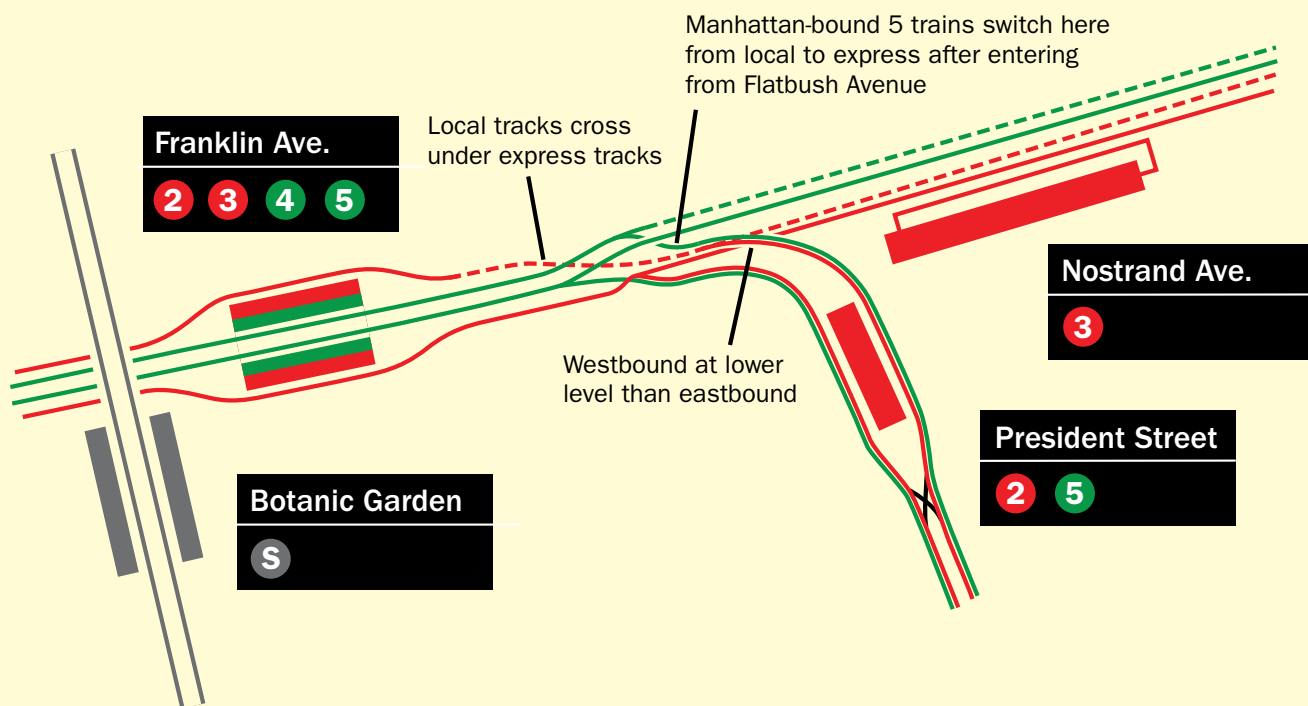 Manhattan-bound 5 trains switch here
from local to express after entering
from Flatbush Avenue
Local tracks cross
under express tracks
Franklin Ave.
2 3 4 5
Nostrand Ave.
3
Westbound at lower
level than eastbound
President Street
2 5
Botanic Garden
S